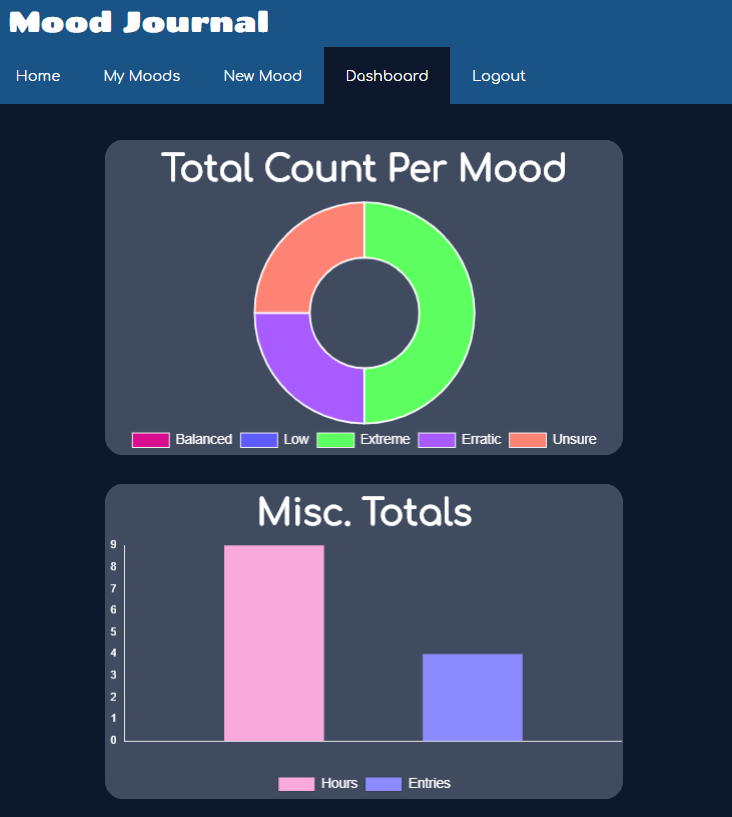 Mood Journal
Home My Moods New Mood Dashboard Logout
Total Count Per Mood
Balanced Low Extreme Erratic Unsure
Misc. Totals
9
8
7
6
5
4
3
2
1
0
Hours Entries